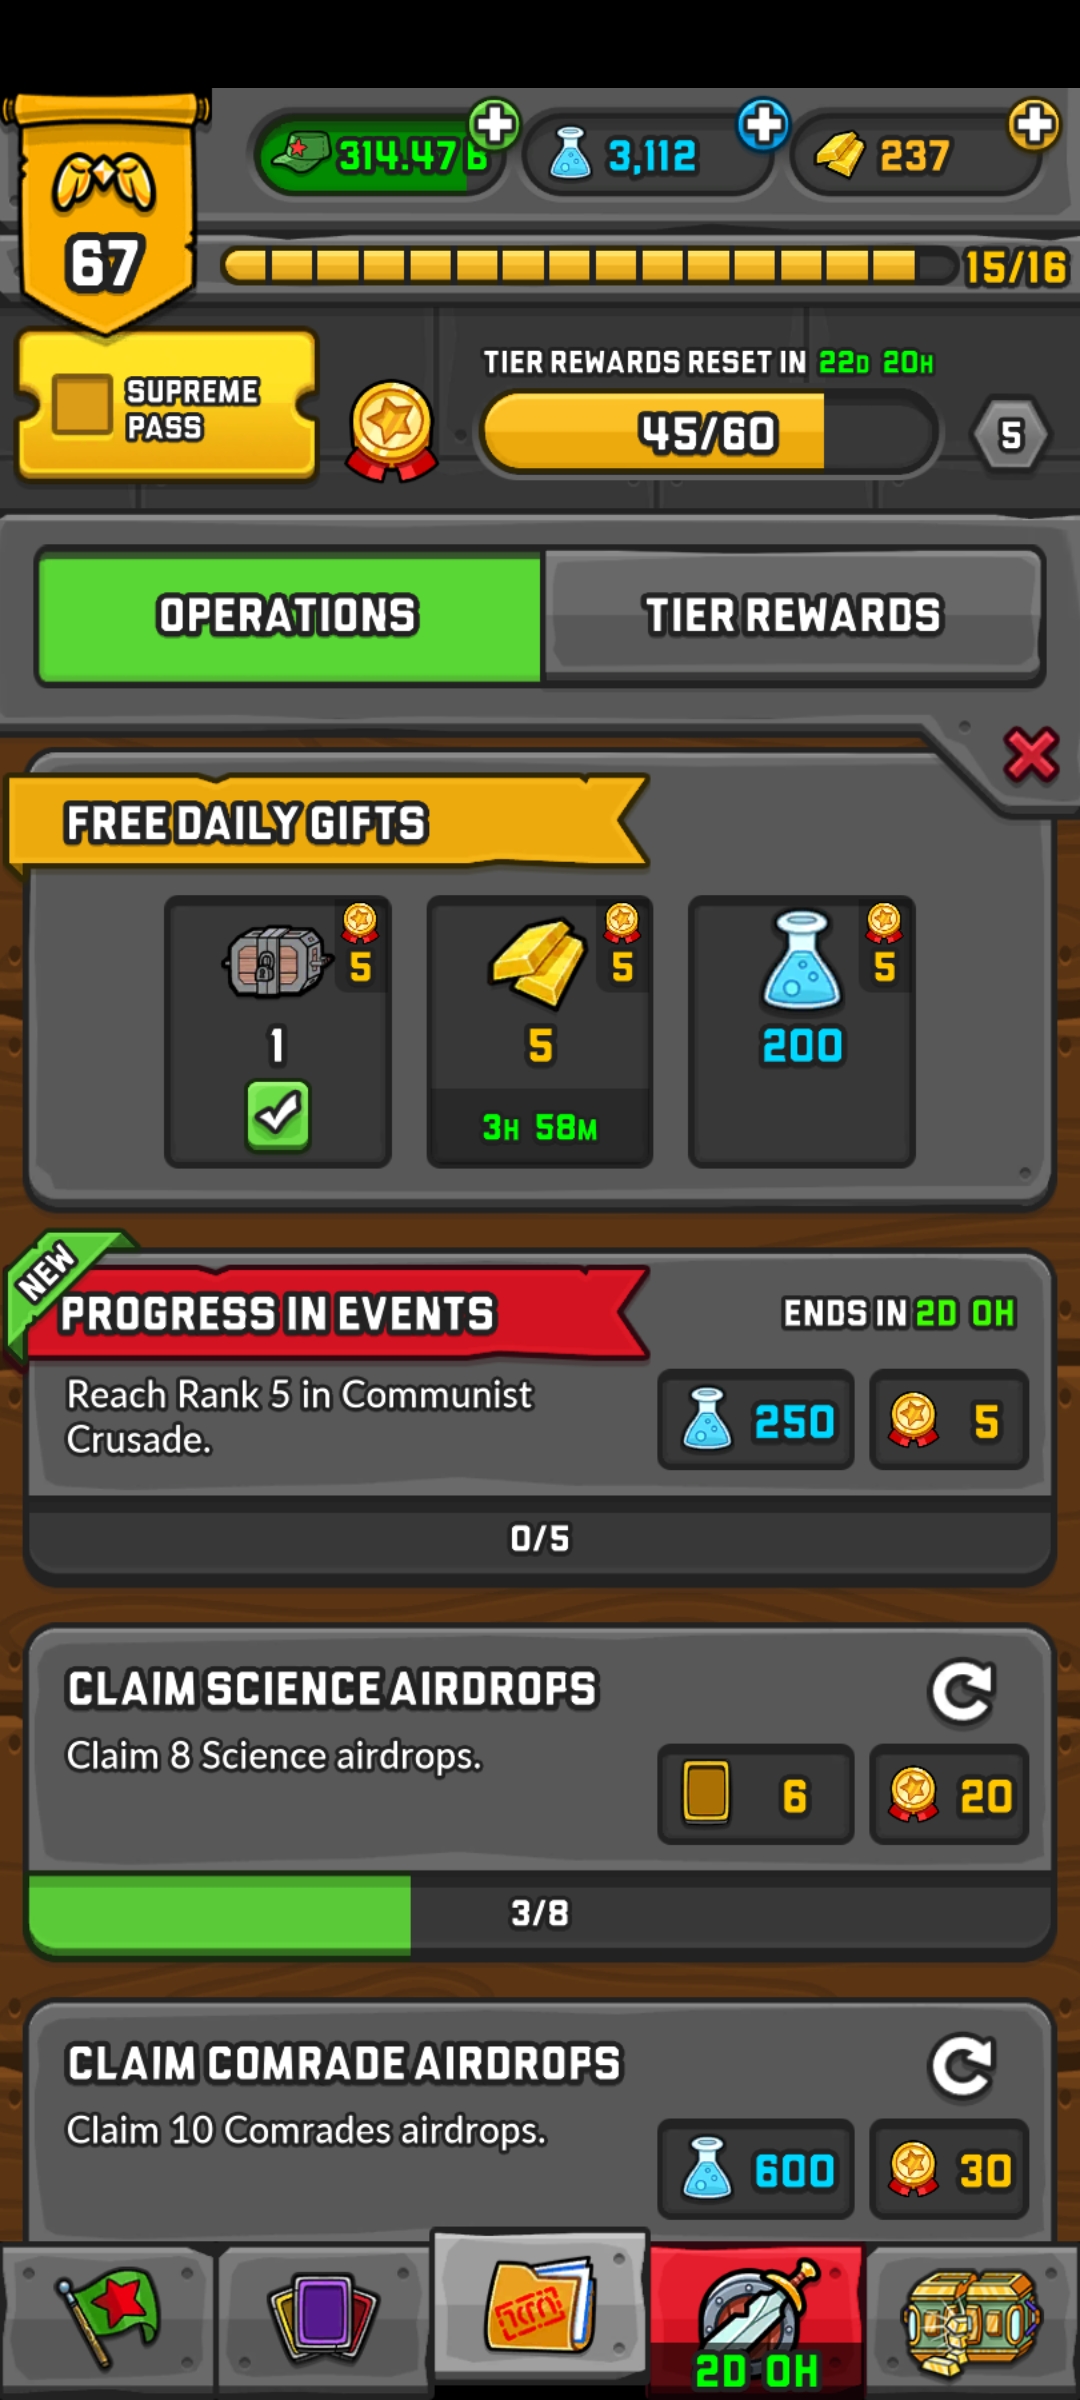 314.47 B
3,112
237
67
15/16
SUPREME
PASS
TIER REWARDS RESET IN 22D 20H
45/60
5
OPERATIONS
TIER REWARDS
FREE DAILY GIFTS
5
5
5
1
5
200
3H 58M
NEW
PROGRESS IN EVENTS
ENDS IN 2D 0H
Reach Rank 5 in Communist
Crusade.
250
5
0/5
CLAIM SCIENCE AIRDROPS
Claim 8 Science airdrops.
6
20
3/8
CLAIM COMRADE AIRDROPS
Claim 10 Comrades airdrops.
600
30
2D 0H